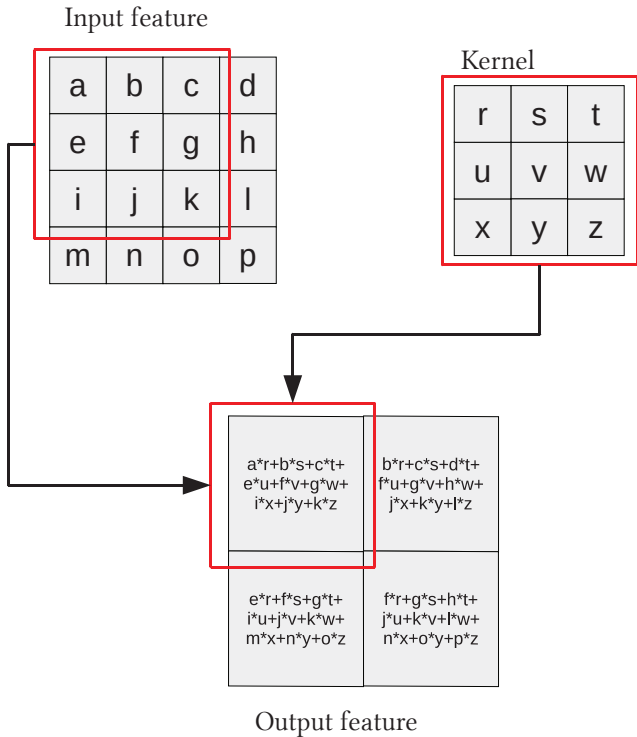 Input feature
a b c d
e f g h
i j k l
m n o p
Kernel
r s t
u v w
x y z
a*r+b*s+c*t+
e*u+f*v+g*w+
i*x+j*y+k*z
b*r+c*s+d*t+
f*u+g*v+h*w+
j*x+k*y+l*z
e*r+f*s+g*t+
i*u+j*v+k*w+
m*x+n*y+o*z
f*r+g*s+h*t+
j*u+k*v+l*w+
n*x+o*y+p*z
Output feature